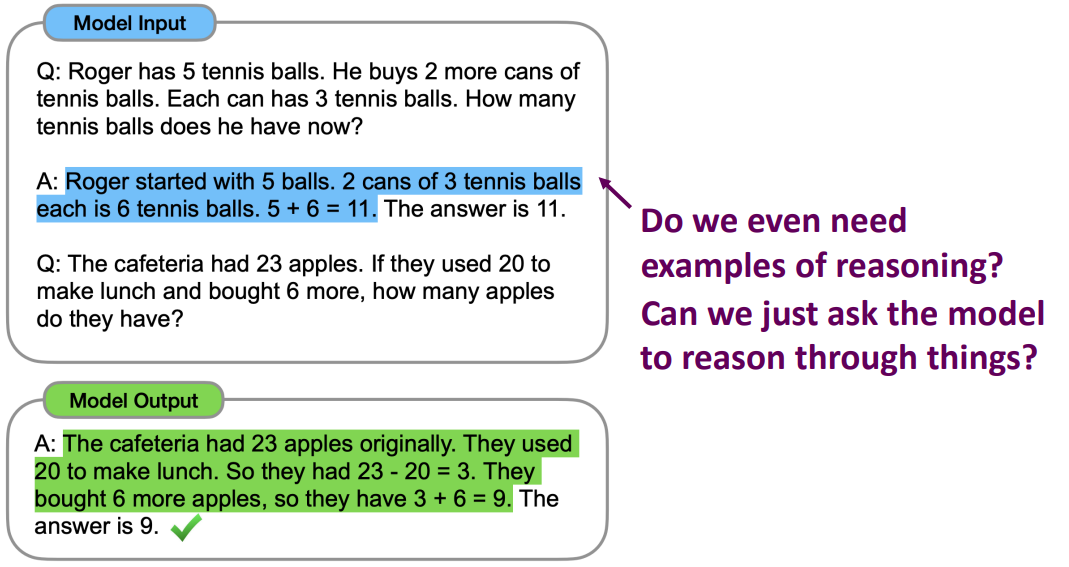 Model Input
Q: Roger has 5 tennis balls. He buys 2 more cans of
tennis balls. Each can has 3 tennis balls. How many
tennis balls does he have now?
A: Roger started with 5 balls. 2 cans of 3 tennis balls
each is 6 tennis balls. 5 + 6 = 11. The answer is 11.
Q: The cafeteria had 23 apples. If they used 20 to
make lunch and bought 6 more, how many apples
do they have?
Do we even need
examples of reasoning?
Can we just ask the model
to reason through things?
Model Output
A: The cafeteria had 23 apples originally. They used
20 to make lunch. So they had 23 - 20 = 3. They
bought 6 more apples, so they have 3 + 6 = 9. The
answer is 9.